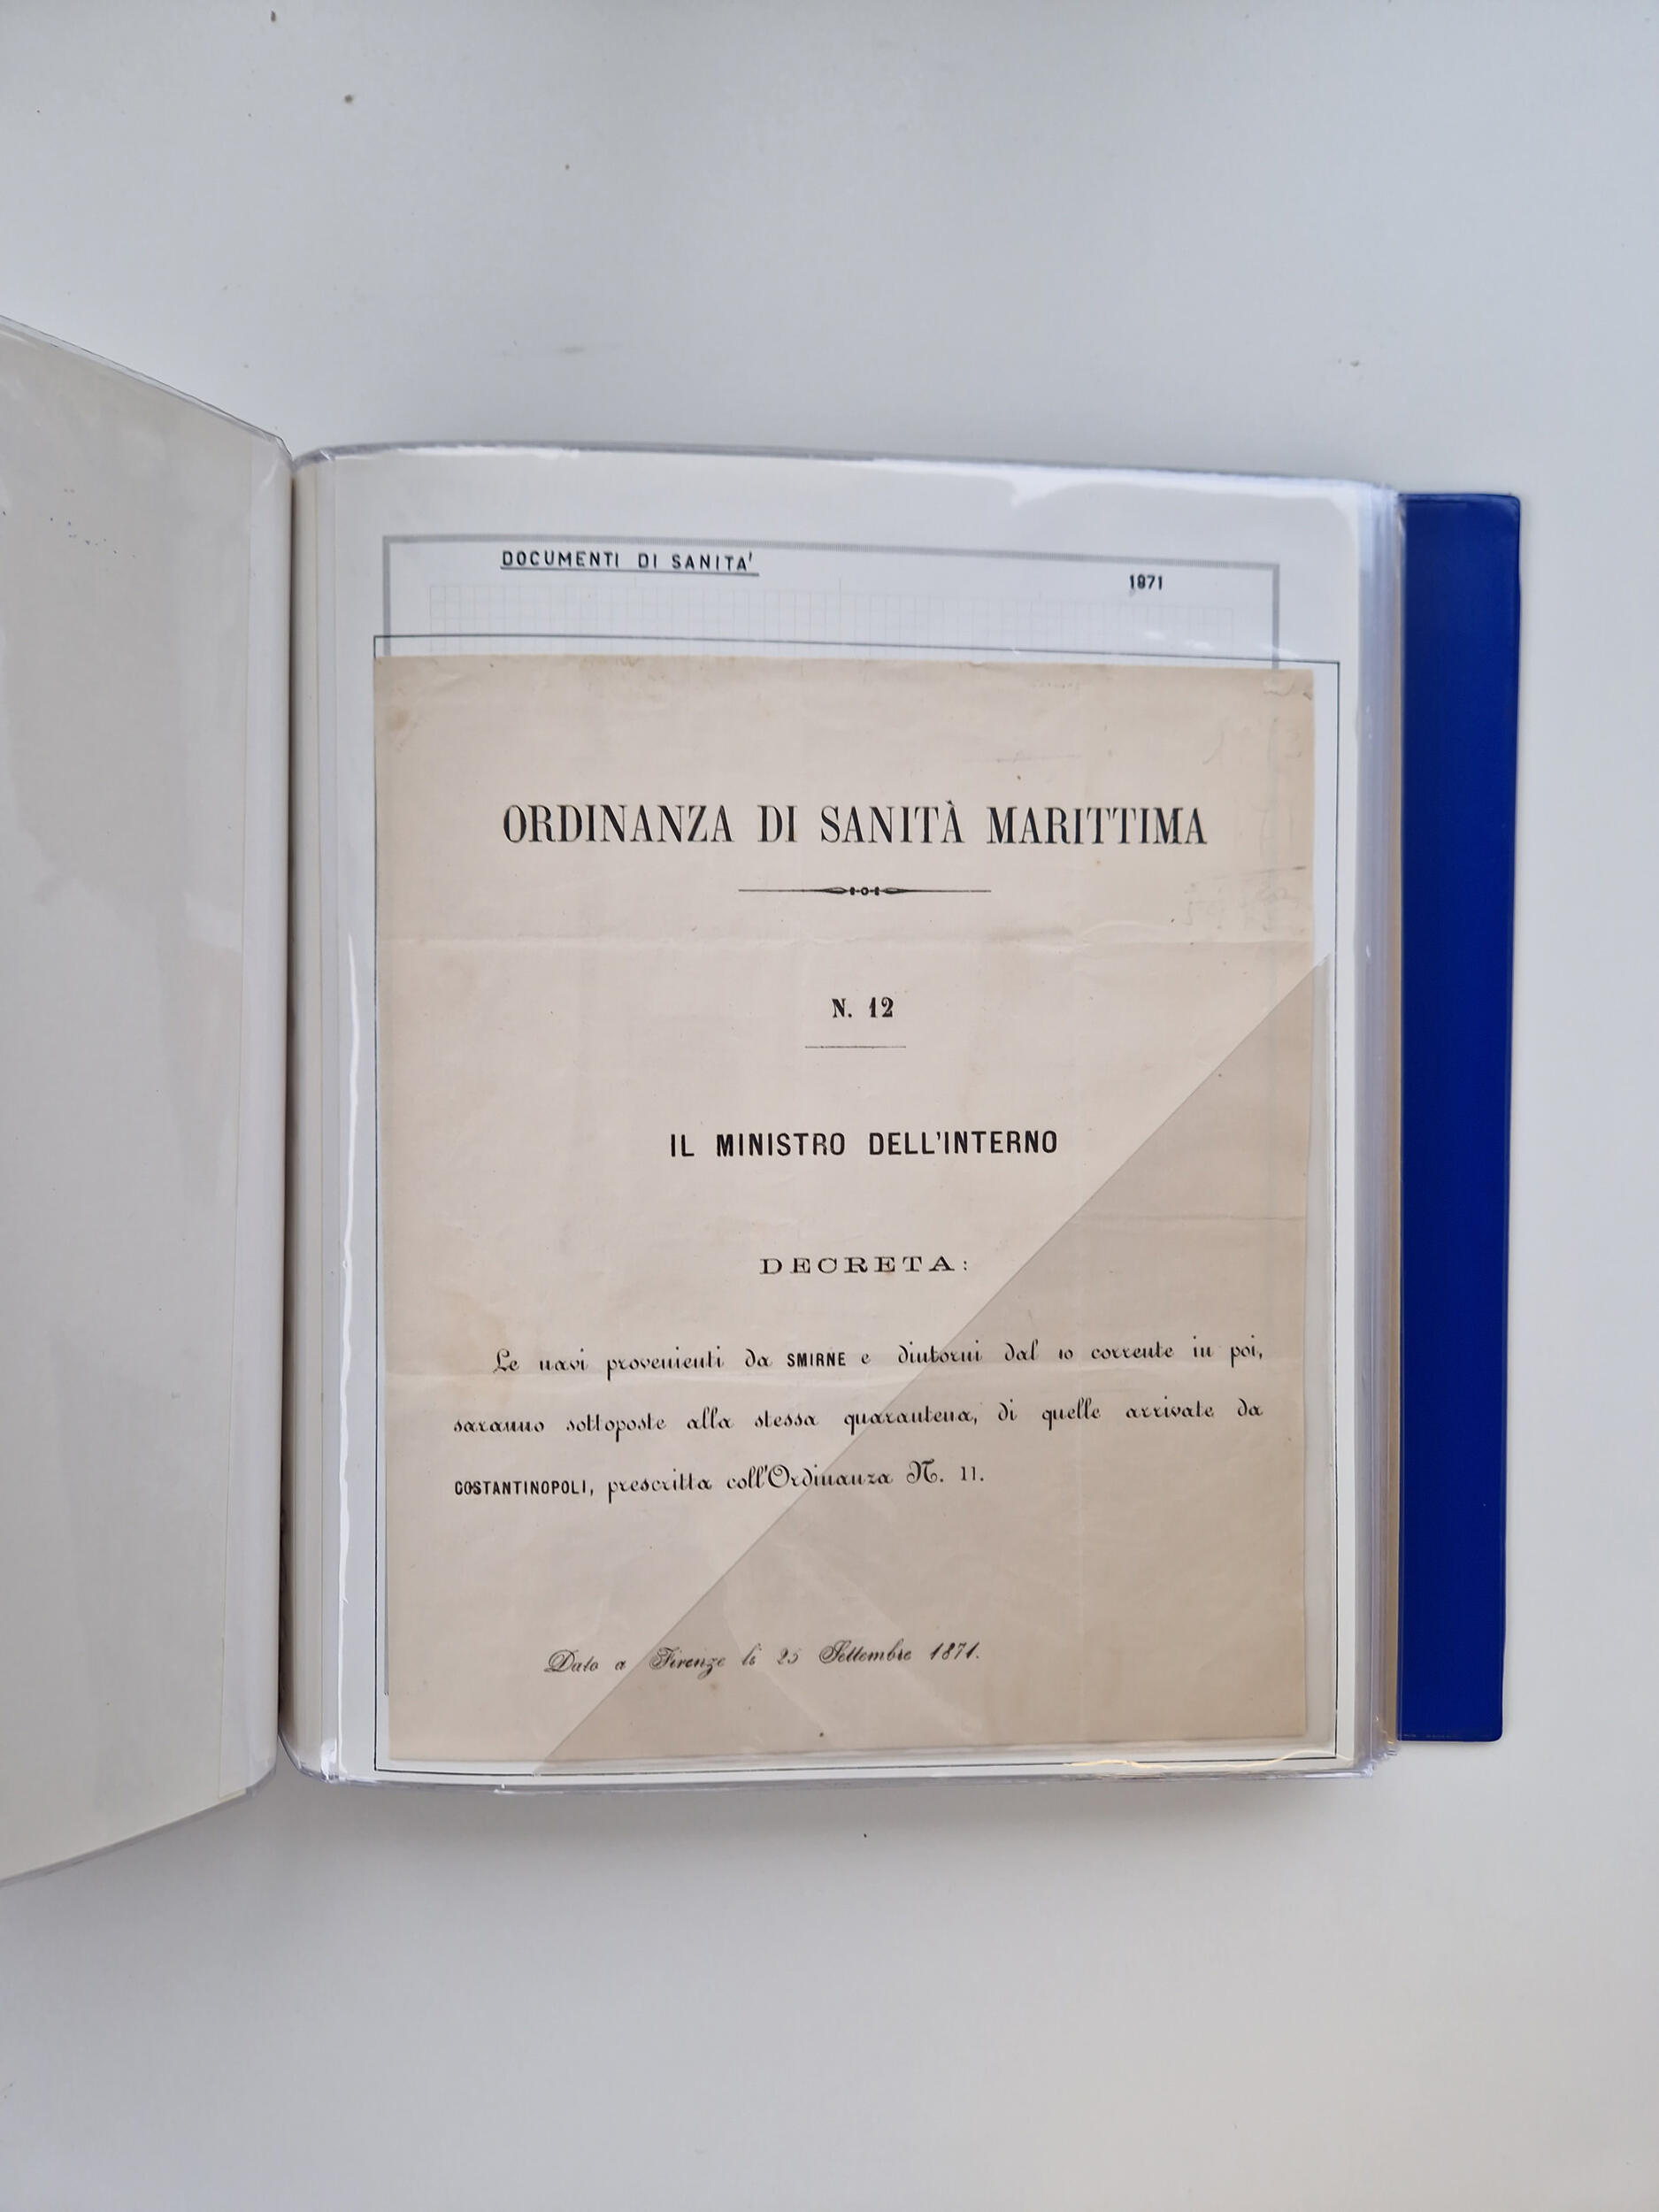 DOCUMENTI DI SANITA'
1871
ORDINANZA DI SANITÀ MARITTIMA
N. 12
IL MINISTRO DELL'INTERNO
DECRETA:
Le navi provenienti da SMIRNE e dintorni dal 10 corrente in poi,
saranno sottoposte alla stessa quarantena, di quelle arrivate da
COSTANTINOPOLI, prescritta coll'Ordinanza N. 11.
Dato a Firenze li 25 Settembre 1871.